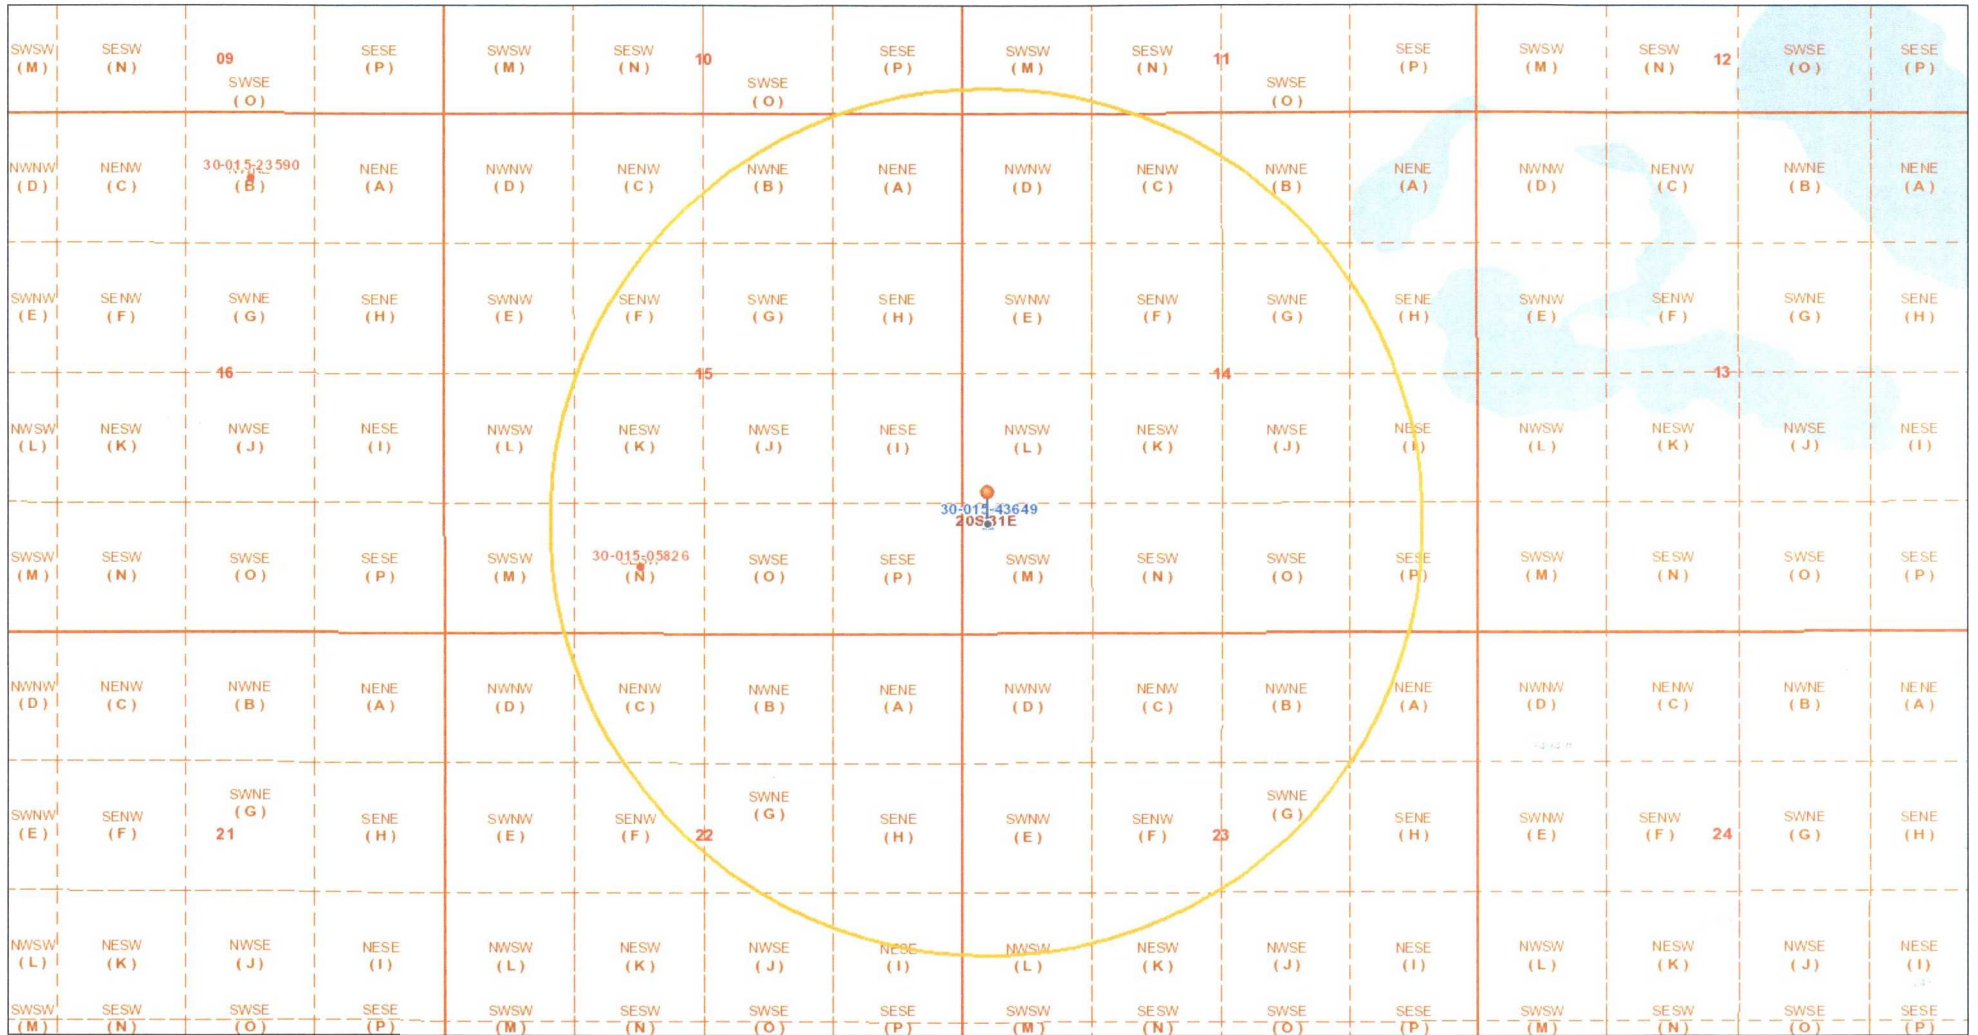 SWSW SESW 09 SESE SWSW SESW 10 SESE SWSW SESW 11 SESE SWSW SESW 12 SWSE SESE
(M) (N) (P) (M) (N) (P) (M) (N) (P) (M) (N) (O) (P)
SWSE SWSE SWSE
(O) (O) (O)
30-015-23590
NWNW NENW NENE NWNW NENW NWNE NENE NWNW NENW NWNE NENE NWNW NENW NWNE NENE
(D) (C) (B) (A) (D) (C) (B) (A) (D) (C) (B) (A) (D) (C) (B) (A)
SWNW SENW SWNE SENE SWNW SENW SWNE SENE SWNW SENW SWNE SENE SWNW SENW SWNE SENE
(E) (F) (G) (H) (E) (F) (G) (H) (E) (F) (G) (H) (E) (F) (G) (H)
16 15 14 13
NWSW NESW NWSE NESE NWSW NESW NWSE NESE NWSW NESW NWSE NESE NWSW NESW NWSE NESE
(L) (K) (J) (I) (L) (K) (J) (I) (L) (K) (J) (I) (L) (K) (J) (I)
30-015-43649
20S 31E
30-015-05826
SWSW SESW SWSE SESE SWSW SWSE SESE SWSW SESW SWSE SESE SWSW SESW SWSE SESE
(M) (N) (O) (P) (M) (N) (O) (P) (M) (N) (O) (P) (M) (N) (O) (P)
NWNW NENW NWNE NENE NWNW NENW NWNE NENE NWNW NENW NWNE NENE NWNW NENW NWNE NENE
(D) (C) (B) (A) (D) (C) (B) (A) (D) (C) (B) (A) (D) (C) (B) (A)
SWNE SWNE SWNE
(G) (G) (G)
SWNW SENW SENE SWNW SENW SENE SWNW SENW SENE SWNW SENW SWNE SENE
(E) (F) 21 (H) (E) (F) 22 (H) (E) (F) 23 (H) (E) (F) 24 (G) (H)
NWSW NESW NWSE NESE NWSW NESW NWSE NESE NWSW NESW NWSE NESE NWSW NESW NWSE NESE
(L) (K) (J) (I) (L) (K) (J) (I) (L) (K) (J) (I) (L) (K) (J) (I)
SWSW SESW SWSE SESE SWSW SESW SWSE SESE SWSW SESW SWSE SESE SWSW SESW SWSE SESE
(M) (N) (O) (P) (M) (N) (O) (P) (M) (N) (O) (P) (M) (N) (O) (P)